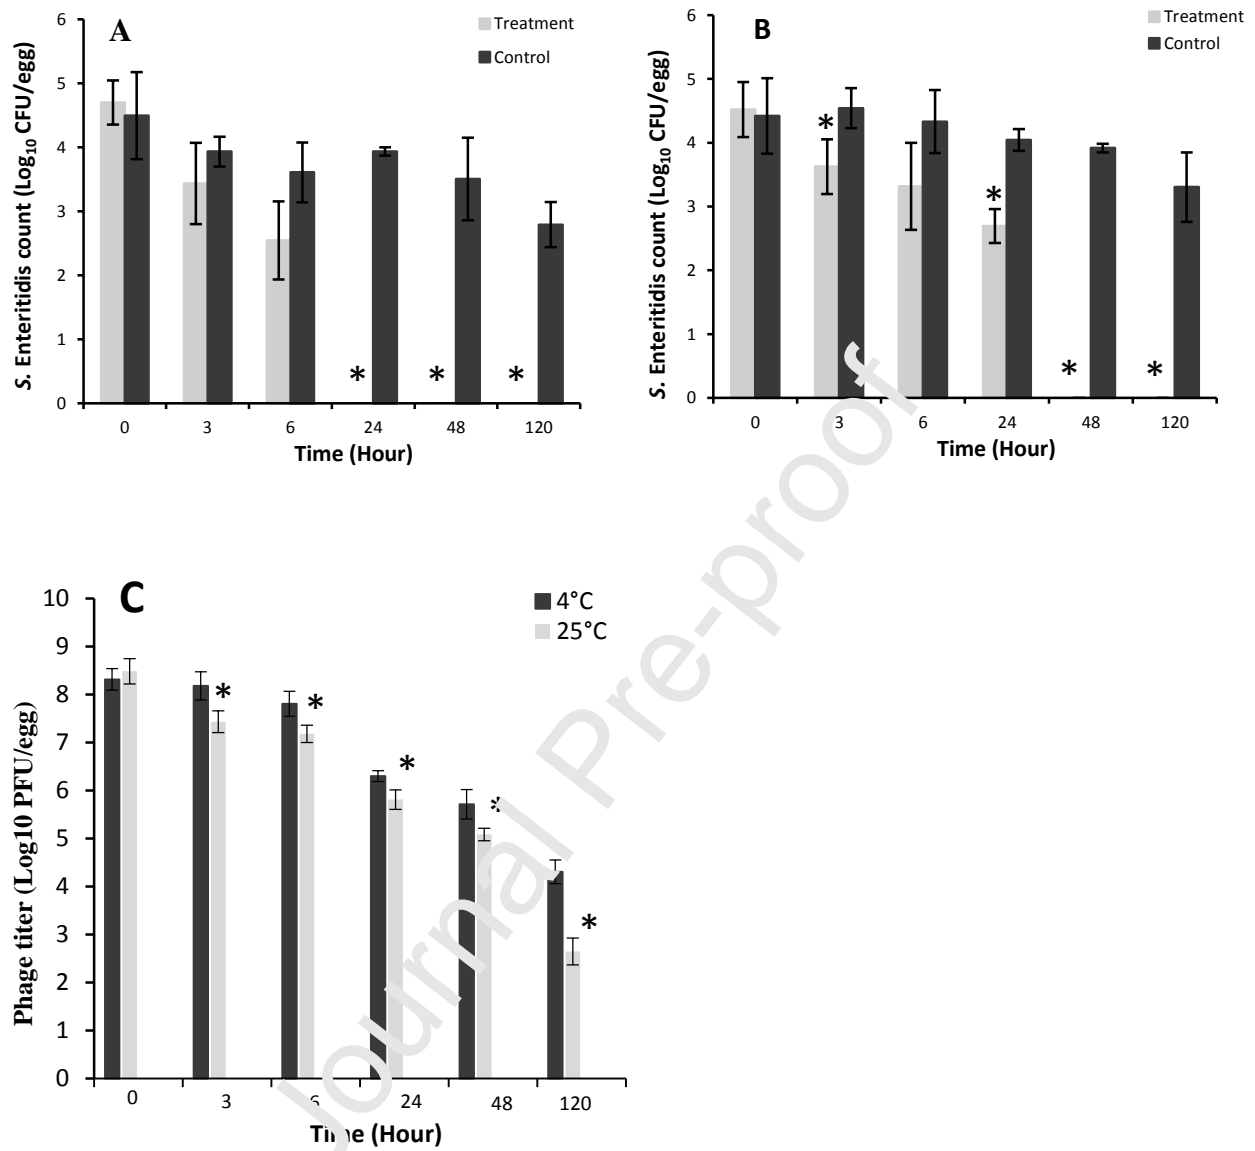 A
Treatment
Control
S. Enteritidis count (Log10 CFU/egg)
6
5
4
3
2
1
0
* * *
0 3 6 24 48 120
Time (Hour)
B
Treatment
Control
S. Enteritidis count (Log10 CFU/egg)
6
5
4
3
2
1
0
* * * *
0 3 6 24 48 120
Time (Hour)
C
4°C
25°C
Phage titer (Log10 PFU/egg)
10
9
8
7
6
5
4
3
2
1
0
* * * * *
0 3 6 24 48 120
Time (Hour)
Journal Pre-proof